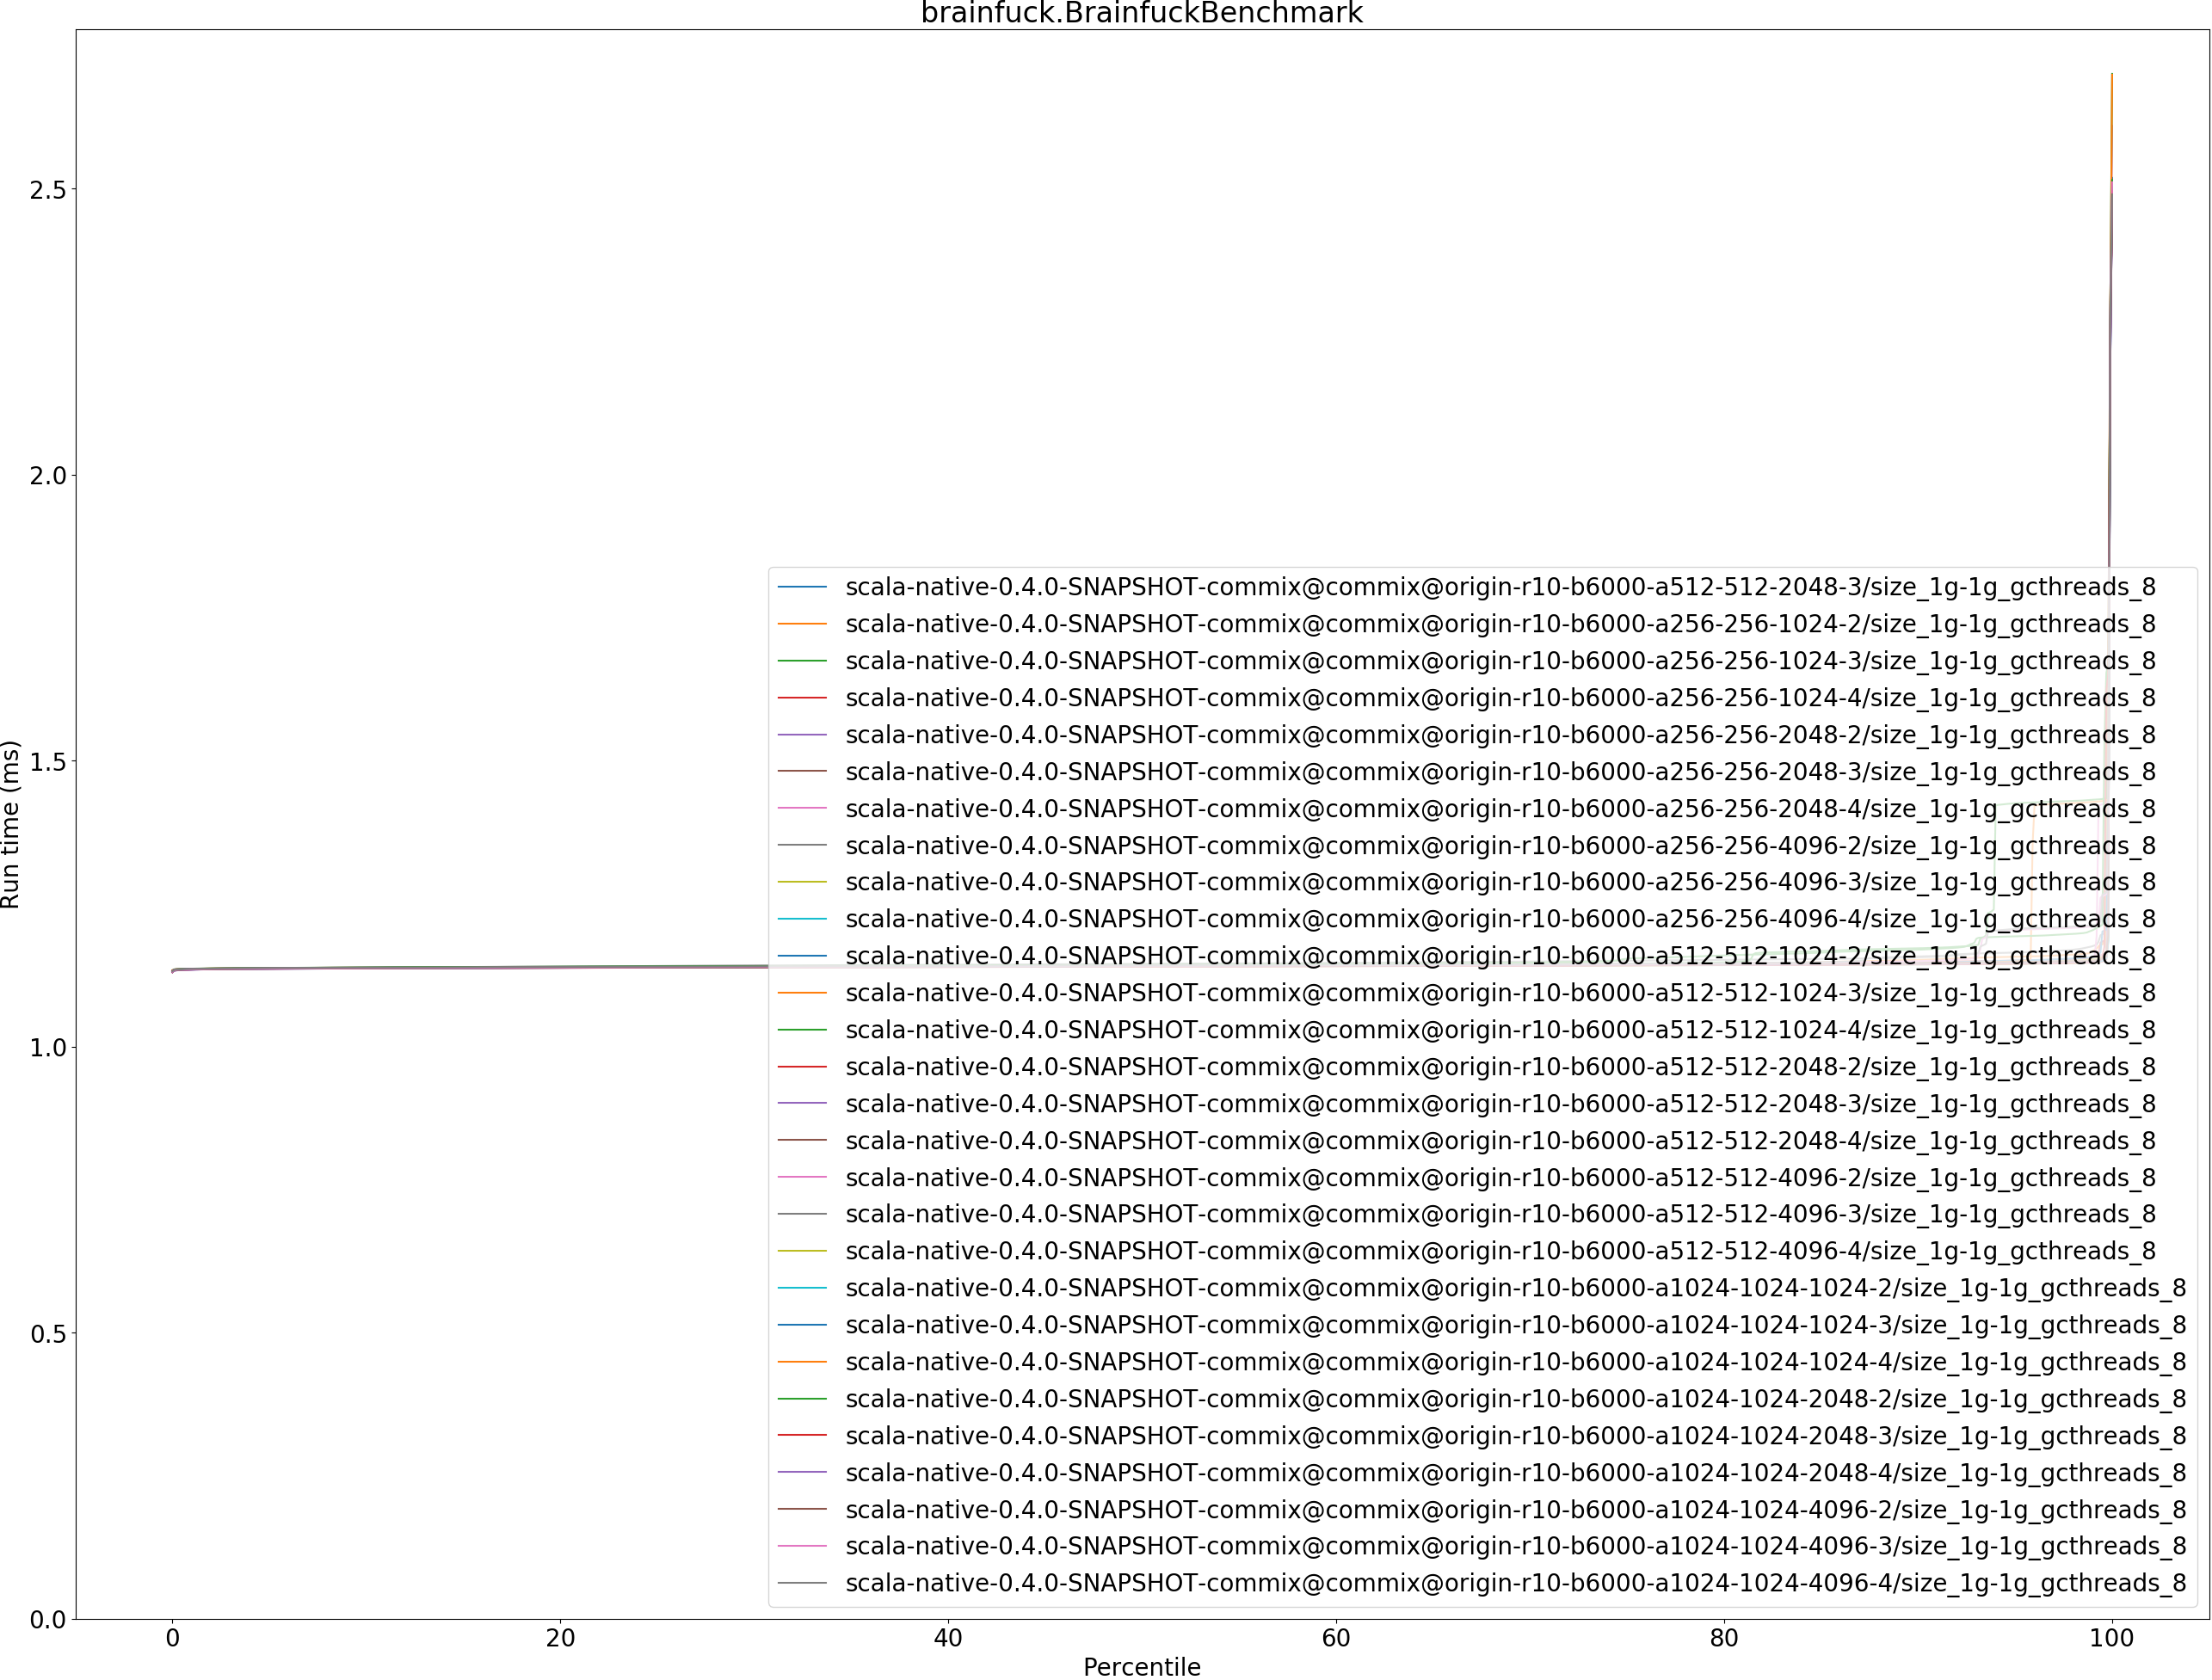 brainfuck.BrainfuckBenchmark
2.5
2.0
1.5
1.0
0.5
0.0
Run time (ms)
scala-native-0.4.0-SNAPSHOT-commix@commix@origin-r10-b6000-a512-512-2048-3/size_1g-1g_gcthreads_8
scala-native-0.4.0-SNAPSHOT-commix@commix@origin-r10-b6000-a256-256-1024-2/size_1g-1g_gcthreads_8
scala-native-0.4.0-SNAPSHOT-commix@commix@origin-r10-b6000-a256-256-1024-3/size_1g-1g_gcthreads_8
scala-native-0.4.0-SNAPSHOT-commix@commix@origin-r10-b6000-a256-256-1024-4/size_1g-1g_gcthreads_8
scala-native-0.4.0-SNAPSHOT-commix@commix@origin-r10-b6000-a256-256-2048-2/size_1g-1g_gcthreads_8
scala-native-0.4.0-SNAPSHOT-commix@commix@origin-r10-b6000-a256-256-2048-3/size_1g-1g_gcthreads_8
scala-native-0.4.0-SNAPSHOT-commix@commix@origin-r10-b6000-a256-256-2048-4/size_1g-1g_gcthreads_8
scala-native-0.4.0-SNAPSHOT-commix@commix@origin-r10-b6000-a256-256-4096-2/size_1g-1g_gcthreads_8
scala-native-0.4.0-SNAPSHOT-commix@commix@origin-r10-b6000-a256-256-4096-3/size_1g-1g_gcthreads_8
scala-native-0.4.0-SNAPSHOT-commix@commix@origin-r10-b6000-a256-256-4096-4/size_1g-1g_gcthreads_8
scala-native-0.4.0-SNAPSHOT-commix@commix@origin-r10-b6000-a512-512-1024-2/size_1g-1g_gcthreads_8
scala-native-0.4.0-SNAPSHOT-commix@commix@origin-r10-b6000-a512-512-1024-3/size_1g-1g_gcthreads_8
scala-native-0.4.0-SNAPSHOT-commix@commix@origin-r10-b6000-a512-512-1024-4/size_1g-1g_gcthreads_8
scala-native-0.4.0-SNAPSHOT-commix@commix@origin-r10-b6000-a512-512-2048-2/size_1g-1g_gcthreads_8
scala-native-0.4.0-SNAPSHOT-commix@commix@origin-r10-b6000-a512-512-2048-3/size_1g-1g_gcthreads_8
scala-native-0.4.0-SNAPSHOT-commix@commix@origin-r10-b6000-a512-512-2048-4/size_1g-1g_gcthreads_8
scala-native-0.4.0-SNAPSHOT-commix@commix@origin-r10-b6000-a512-512-4096-2/size_1g-1g_gcthreads_8
scala-native-0.4.0-SNAPSHOT-commix@commix@origin-r10-b6000-a512-512-4096-3/size_1g-1g_gcthreads_8
scala-native-0.4.0-SNAPSHOT-commix@commix@origin-r10-b6000-a512-512-4096-4/size_1g-1g_gcthreads_8
scala-native-0.4.0-SNAPSHOT-commix@commix@origin-r10-b6000-a1024-1024-1024-2/size_1g-1g_gcthreads_8
scala-native-0.4.0-SNAPSHOT-commix@commix@origin-r10-b6000-a1024-1024-1024-3/size_1g-1g_gcthreads_8
scala-native-0.4.0-SNAPSHOT-commix@commix@origin-r10-b6000-a1024-1024-1024-4/size_1g-1g_gcthreads_8
scala-native-0.4.0-SNAPSHOT-commix@commix@origin-r10-b6000-a1024-1024-2048-2/size_1g-1g_gcthreads_8
scala-native-0.4.0-SNAPSHOT-commix@commix@origin-r10-b6000-a1024-1024-2048-3/size_1g-1g_gcthreads_8
scala-native-0.4.0-SNAPSHOT-commix@commix@origin-r10-b6000-a1024-1024-2048-4/size_1g-1g_gcthreads_8
scala-native-0.4.0-SNAPSHOT-commix@commix@origin-r10-b6000-a1024-1024-4096-2/size_1g-1g_gcthreads_8
scala-native-0.4.0-SNAPSHOT-commix@commix@origin-r10-b6000-a1024-1024-4096-3/size_1g-1g_gcthreads_8
scala-native-0.4.0-SNAPSHOT-commix@commix@origin-r10-b6000-a1024-1024-4096-4/size_1g-1g_gcthreads_8
0 20 40 60 80 100
Percentile